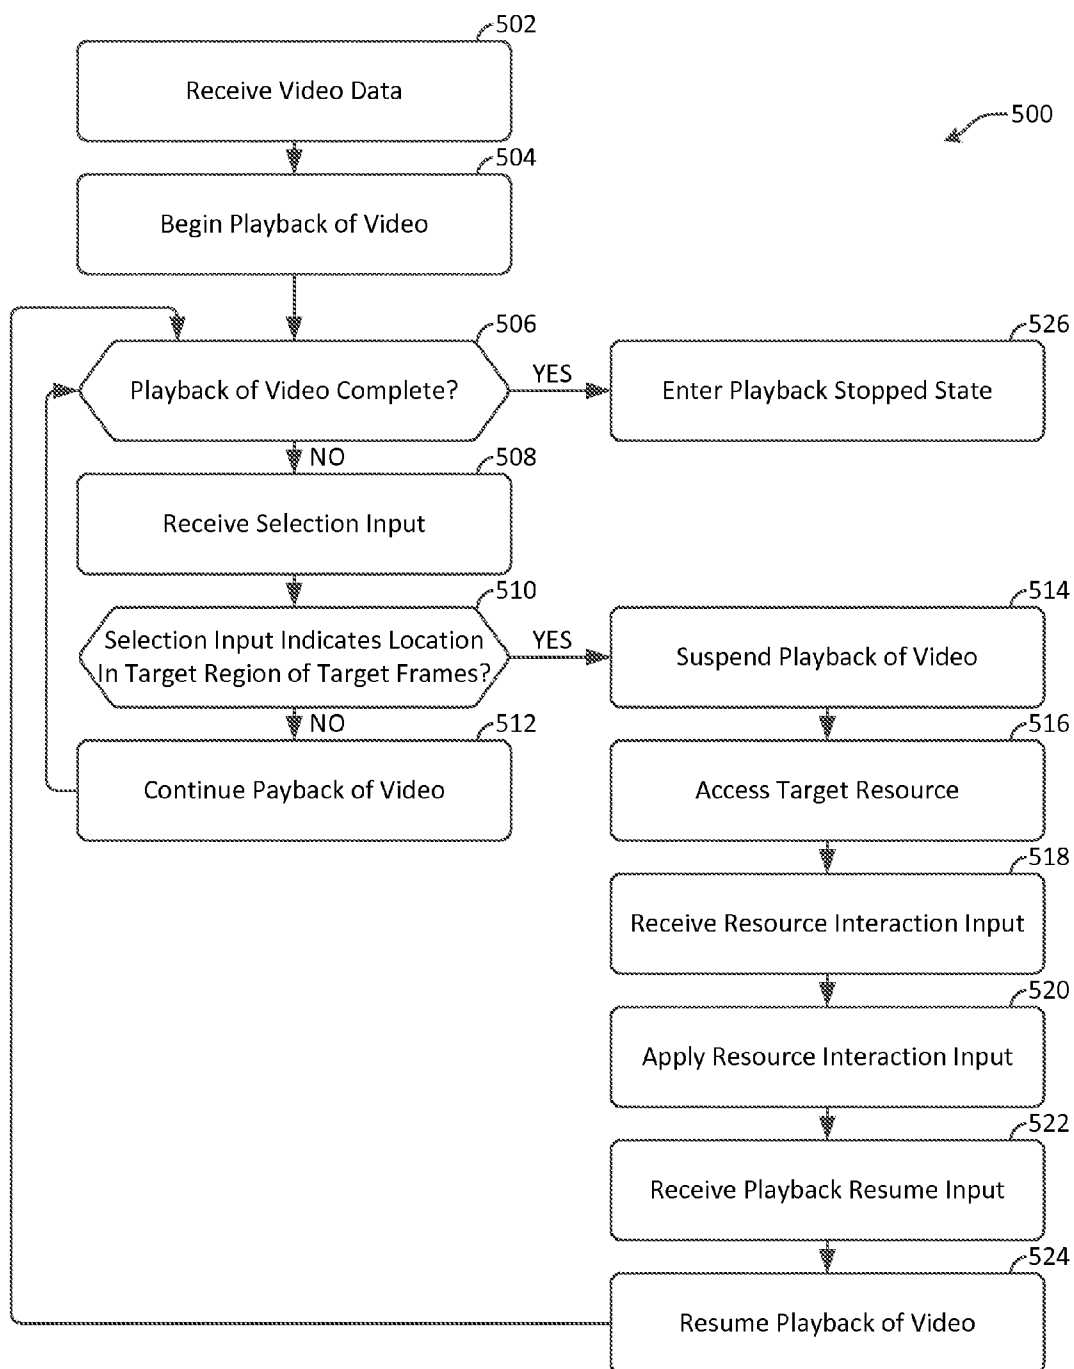 502
Receive Video Data
500
504
Begin Playback of Video
506
Playback of Video Complete?
YES
526
Enter Playback Stopped State
NO
508
Receive Selection Input
510
Selection Input Indicates Location
In Target Region of Target Frames?
YES
514
Suspend Playback of Video
NO
512
Continue Payback of Video
516
Access Target Resource
518
Receive Resource Interaction Input
520
Apply Resource Interaction Input
522
Receive Playback Resume Input
524
Resume Playback of Video